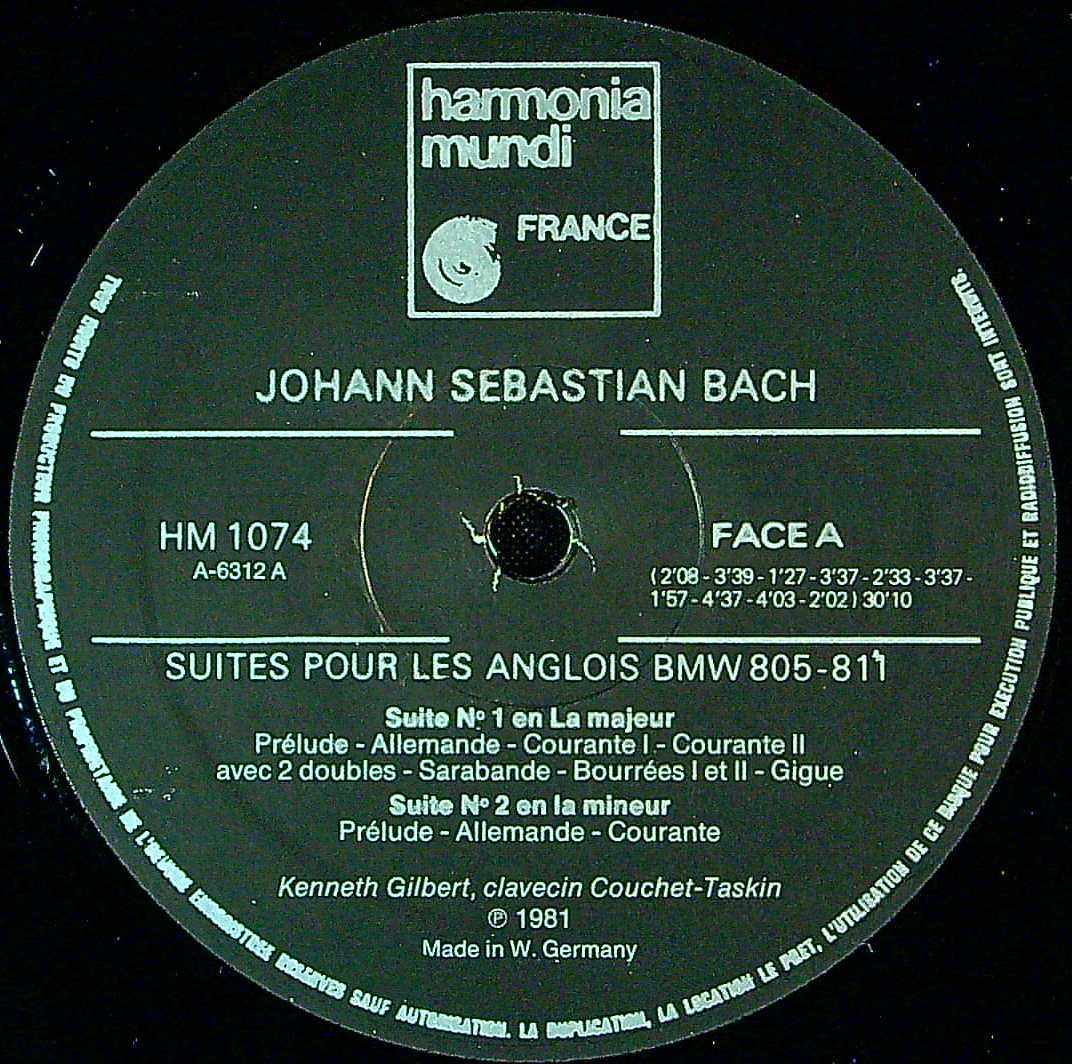 harmonia
mundi
FRANCE
JOHANN SEBASTIAN BACH
HM 1074
A-6312 A
FACE A
(2'08 - 3'39 - 1'27 - 3'37 - 2'33 - 3'37 -
1'57 - 4'37 - 4'03 - 2'02) 30'10
SUITES POUR LES ANGLOIS BMW 805-811
Suite Nº 1 en La majeur
Prélude - Allemande - Courante I - Courante II
avec 2 doubles - Sarabande - Bourrées I et II - Gigue
Suite Nº 2 en la mineur
Prélude - Allemande - Courante
Kenneth Gilbert, clavecin Couchet-Taskin
℗ 1981
Made in W. Germany
TOUS DROITS DU PRODUCTEUR PHONOGRAPHIQUE ET DU PROPRIETAIRE DE L'OEUVRE ENREGISTREE RESERVES SAUF AUTORISATION. LA DUPLICATION, LA LOCATION LE PRET, L'UTILISATION DE CE DISQUE POUR EXECUTION PUBLIQUE ET RADIODIFFUSION SONT INTERDITS.